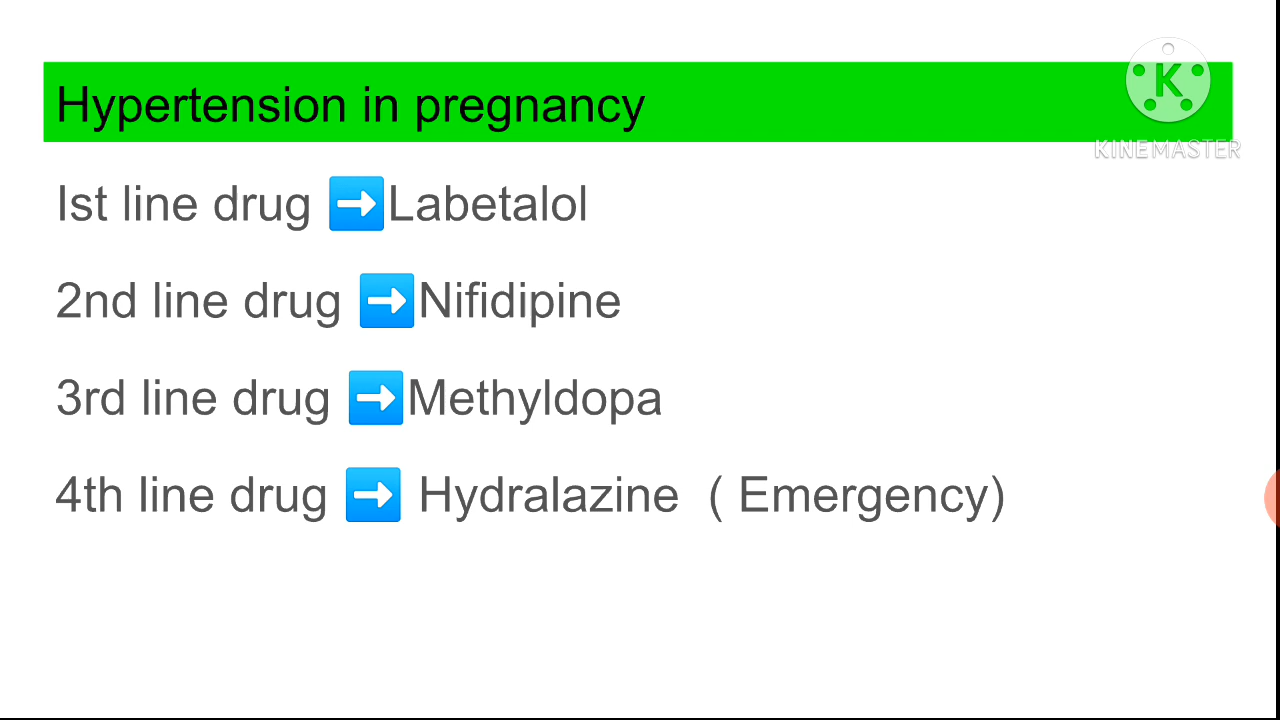 Hypertension in pregnancy
K
KINEMASTER
Ist line drug ➡️Labetalol
2nd line drug ➡️Nifidipine
3rd line drug ➡️Methyldopa
4th line drug ➡️ Hydralazine ( Emergency)